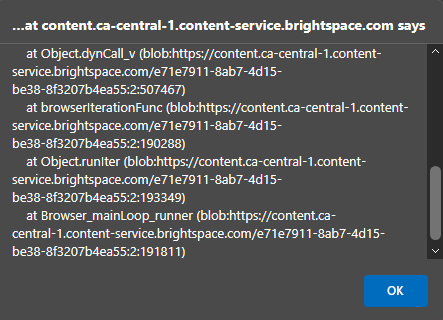 ...at content.ca-central-1.content-service.brightspace.com says
at Object.dynCall_v (blob:https://content.ca-central-1.content-
service.brightspace.com/e71e7911-8ab7-4d15-
be38-8f3207b4ea55:2:507467)
at browserIterationFunc (blob:https://content.ca-central-1.content-
service.brightspace.com/e71e7911-8ab7-4d15-
be38-8f3207b4ea55:2:190288)
at Object.runIter (blob:https://content.ca-central-1.content-
service.brightspace.com/e71e7911-8ab7-4d15-
be38-8f3207b4ea55:2:193349)
at Browser_mainLoop_runner (blob:https://content.ca-
central-1.content-service.brightspace.com/e71e7911-8ab7-4d15-
be38-8f3207b4ea55:2:191811)
OK